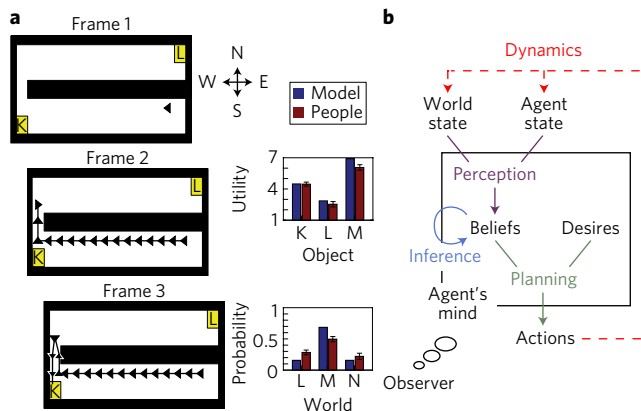 a
Frame 1
L
K
N
W E
S
Model
People
Frame 2
L
K
Utility
7
4
1
K L M
Object
Frame 3
L
K
Probability
1
0.5
0
L M N
World
b
Dynamics
World
state
Agent
state
Perception
Beliefs
Desires
Inference
Planning
Agent's
mind
Actions
Observer